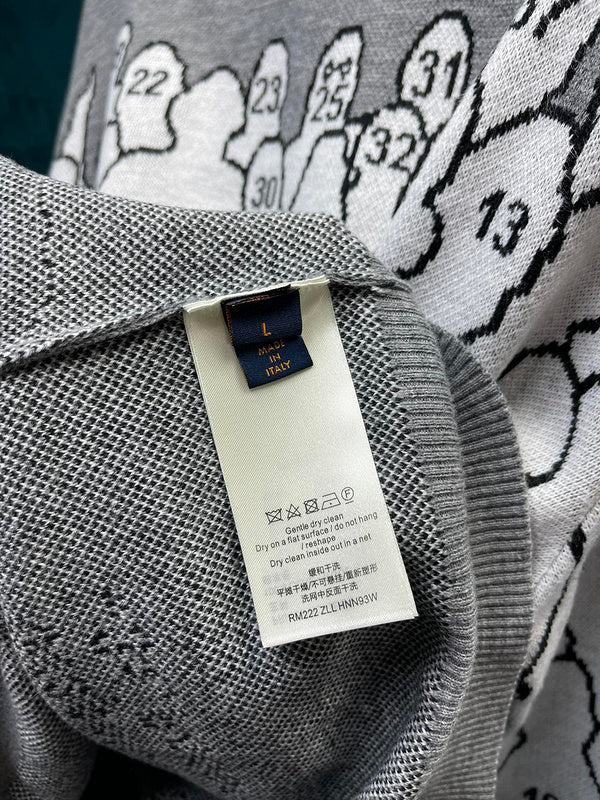 22
23
25
31
32
30
13
L
MADE
IN
ITALY
Gentle dry clean
Dry on a flat surface / do not hang
/ reshape
Dry clean inside out in a net
缓和干洗
平摊干燥/不可悬挂/重新塑形
洗网中反面干洗
RM222 ZLL HNN93W